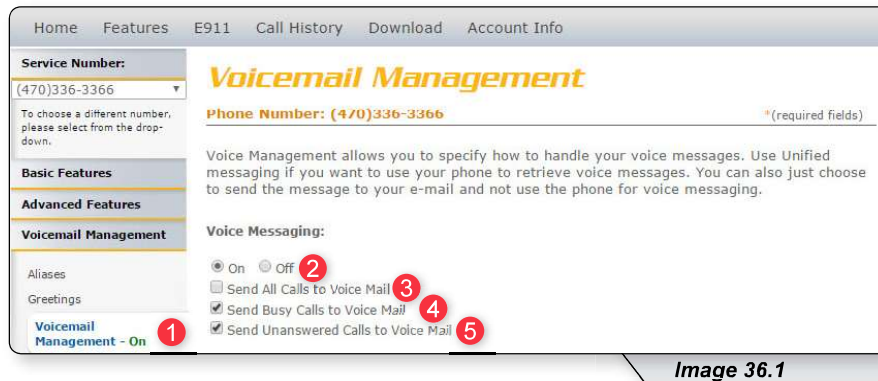 Home Features E911 Call History Download Account Info
Service Number:
(470)336-3366
To choose a different number,
please select from the drop-
down.
Basic Features
Advanced Features
Voicemail Management
Aliases
Greetings
Voicemail
Management - On
1
Voicemail Management
Phone Number: (470)336-3366 *(required fields)
Voice Management allows you to specify how to handle your voice messages. Use Unified
messaging if you want to use your phone to retrieve voice messages. You can also just choose
to send the message to your e-mail and not use the phone for voice messaging.
Voice Messaging:
On Off 2
Send All Calls to Voice Mail 3
Send Busy Calls to Voice Mail 4
Send Unanswered Calls to Voice Mail 5
Image 36.1